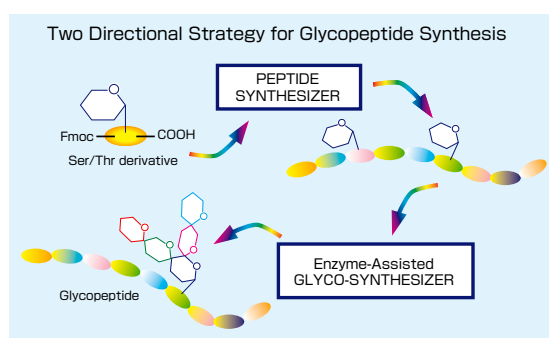 Two Directional Strategy for Glycopeptide Synthesis
PEPTIDE
SYNTHESIZER
Fmoc
COOH
Ser/Thr derivative
Enzyme-Assisted
GLYCO-SYNTHESIZER
Glycopeptide